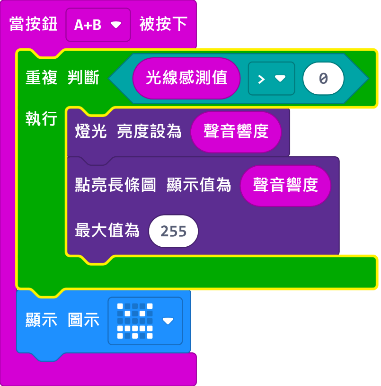 當按鈕 A+B 被按下
重複 判斷 光線感測值 > 0
執行
燈光 亮度設為 聲音響度
點亮長條圖 顯示值為 聲音響度
最大值為 255
顯示 圖示